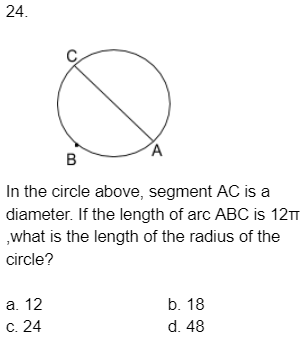 24.
C
A
B
In the circle above, segment AC is a
diameter. If the length of arc ABC is 12π
,what is the length of the radius of the
circle?
a. 12 b. 18
c. 24 d. 48